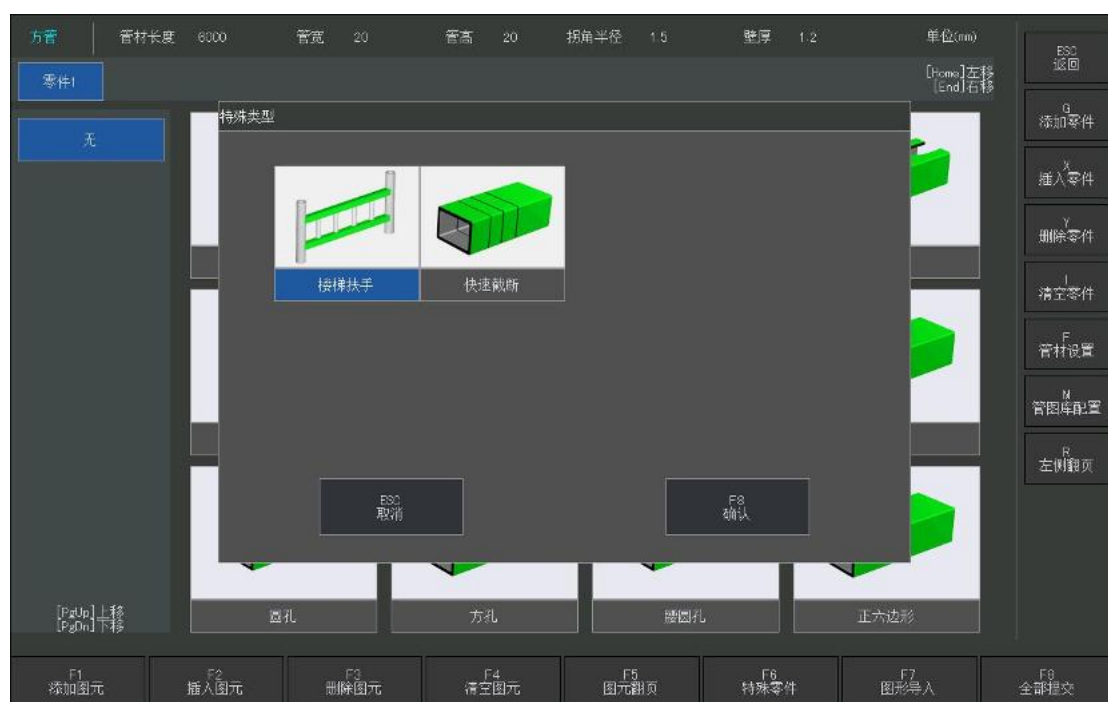 方管 管材长度 6000 管宽 20 管高 20 拐角半径 1.5 壁厚 1.2 单位(mm)
零件1
[Home]左移
[End]右移
无
特殊类型
楼梯扶手 快速截断
ESC
取消
F8
确认
[PgUp]上移
[PgDn]下移
圆孔 方孔 腰圆孔 正六边形
ESC
返回
G
添加零件
X
插入零件
Y
删除零件
I
清空零件
F
管材设置
M
管图库配置
R
左侧翻页
F1
添加图元
F2
插入图元
F3
删除图元
F4
清空图元
F5
图元翻页
F6
特殊零件
F7
图形导入
F8
全部提交